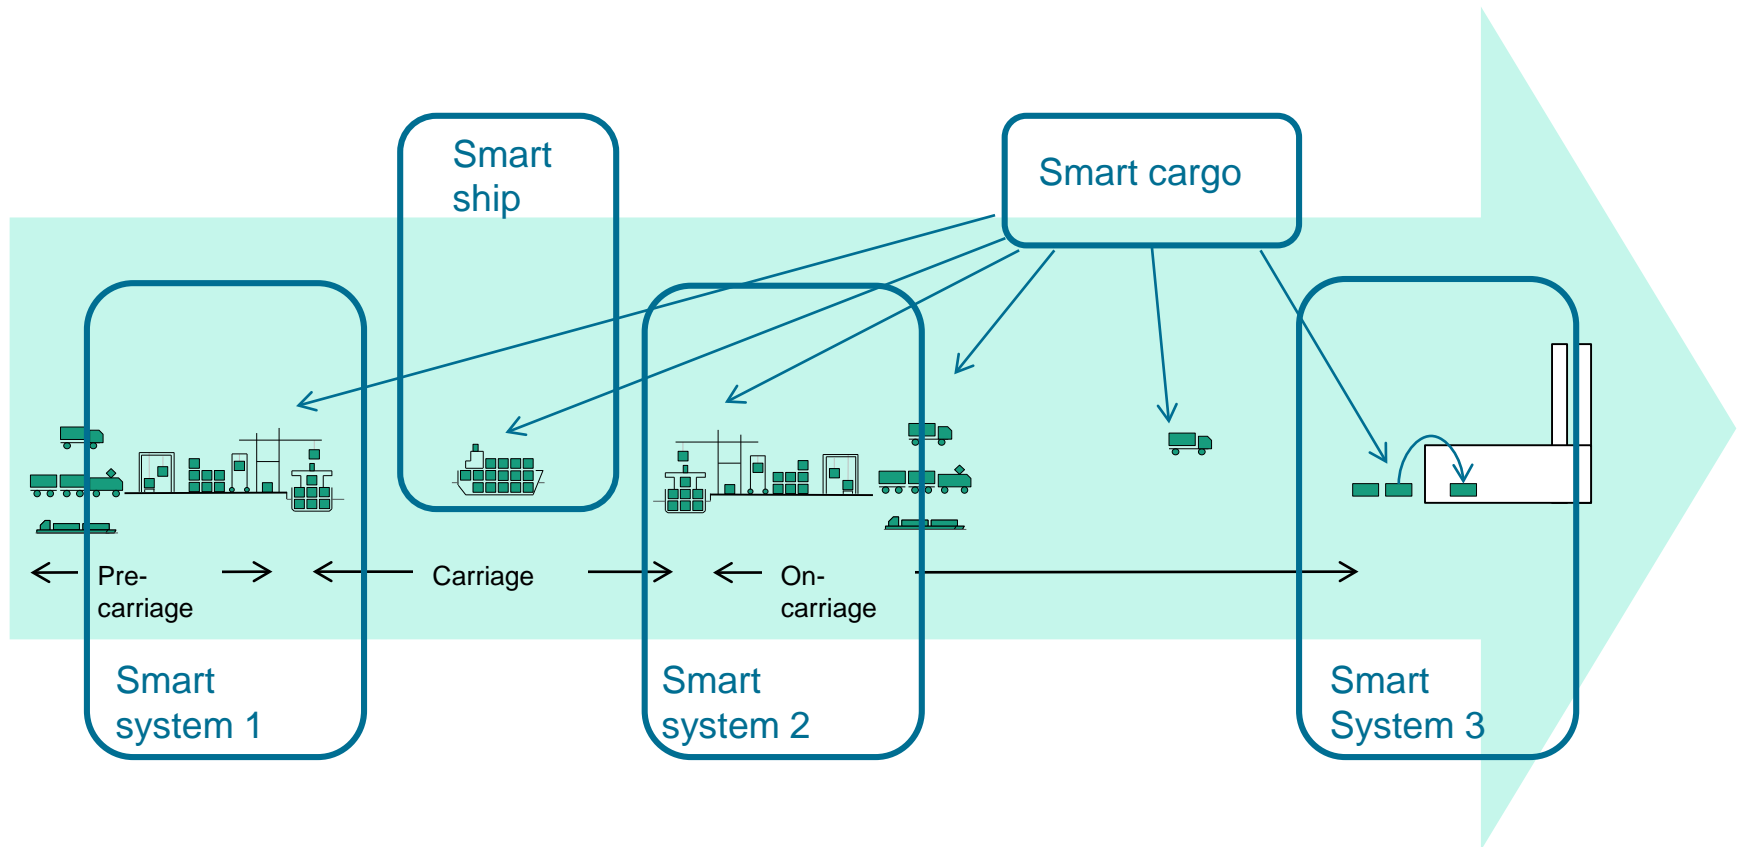 Smart
ship
Smart cargo
Pre-
carriage
Carriage
On-
carriage
Smart
system 1
Smart
system 2
Smart
System 3